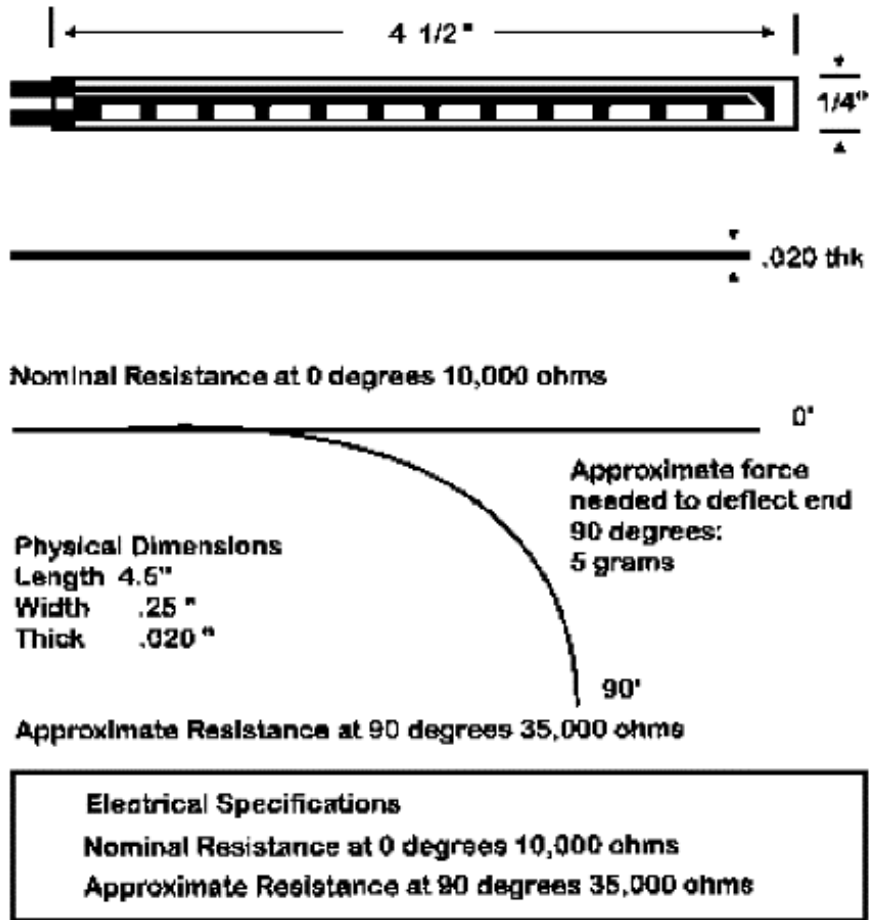 4 1/2"
1/4"
.020 thk
Nominal Resistance at 0 degrees 10,000 ohms
0'
Approximate force
needed to deflect end
90 degrees:
5 grams
Physical Dimensions
Length 4.5"
Width .25 "
Thick .020 "
90'
Approximate Resistance at 90 degrees 35,000 ohms
Electrical Specifications
Nominal Resistance at 0 degrees 10,000 ohms
Approximate Resistance at 90 degrees 35,000 ohms